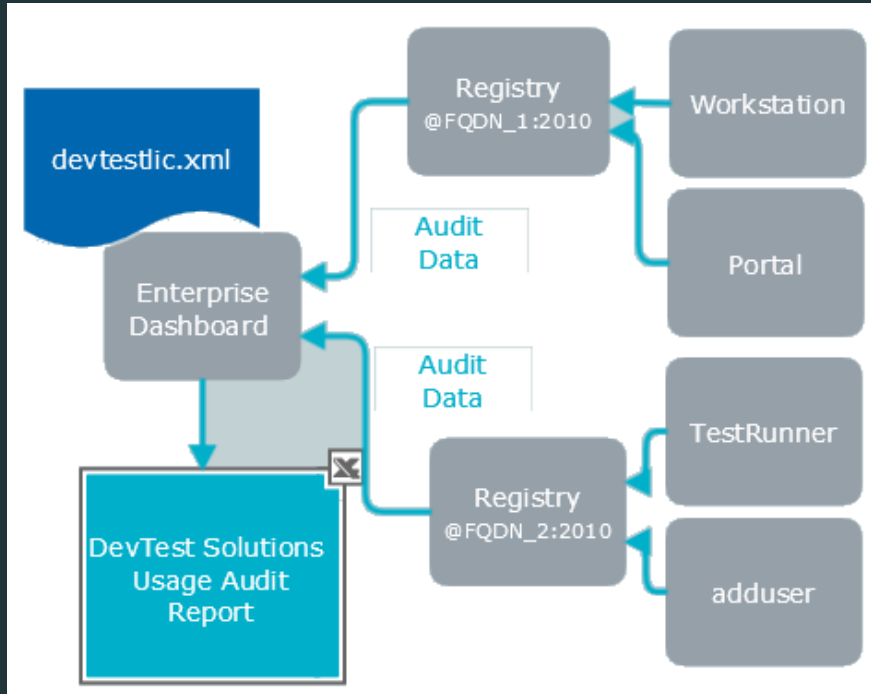 devtestlic.xml
Enterprise
Dashboard
Registry
@FQDN_1:2010
Workstation
Portal
Audit
Data
Audit
Data
Registry
@FQDN_2:2010
TestRunner
adduser
DevTest Solutions
Usage Audit
Report